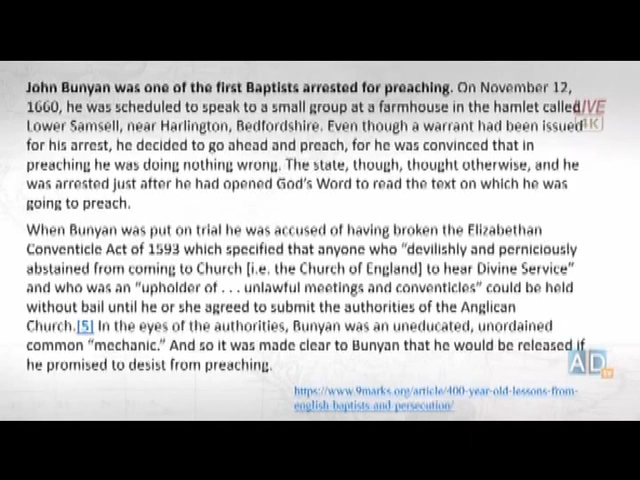 John Bunyan was one of the first Baptists arrested for preaching. On November 12,
1660, he was scheduled to speak to a small group at a farmhouse in the hamlet called
LIVE
4K
Lower Samsell, near Harlington, Bedfordshire. Even though a warrant had been issued
for his arrest, he decided to go ahead and preach, for he was convinced that in
preaching he was doing nothing wrong. The state, though, thought otherwise, and he
was arrested just after he had opened God's Word to read the text on which he was
going to preach.
When Bunyan was put on trial he was accused of having broken the Elizabethan
Conventicle Act of 1593 which specified that anyone who "devilishly and perniciously
abstained from coming to Church [i.e. the Church of England] to hear Divine Service"
and who was an "upholder of . . . unlawful meetings and conventicles" could be held
without bail until he or she agreed to submit the authorities of the Anglican
Church.[5] In the eyes of the authorities, Bunyan was an uneducated, unordained
common "mechanic." And so it was made clear to Bunyan that he would be released if
he promised to desist from preaching.
AD
tv
https://www.9marks.org/article/400-year-old-lessons-from-
english-baptists-and-persecution/